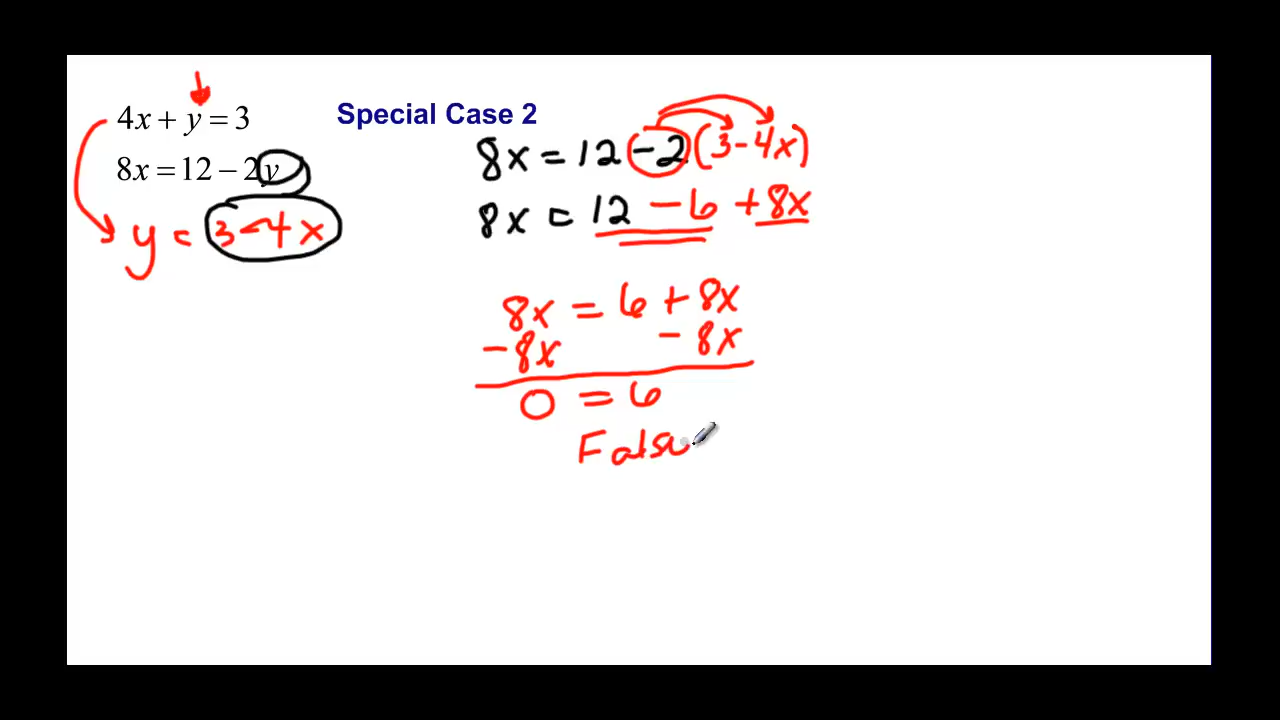 4x + y = 3
Special Case 2
8x = 12 − 2y
y = 3-4x
8x = 12 -2(3-4x)
8x = 12 -6 +8x
8x = 6 + 8x
-8x -8x
0 = 6